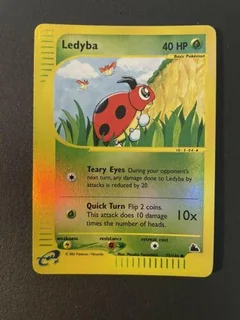 Ledyba 40 HP
Basic Pokémon
Teary Eyes During your opponent's
next turn, any damage done to Ledyba by
attacks is reduced by 20.
Quick Turn Flip 2 coins.
This attack does 10 damage 10x
times the number of heads.
weakness resistance retreat cost